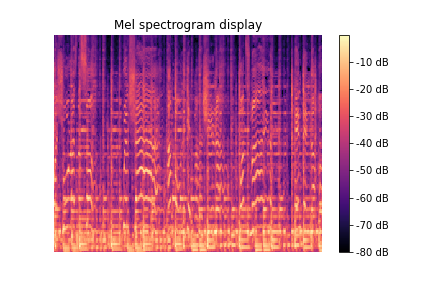 Mel spectrogram display
-10 dB
-20 dB
-30 dB
-40 dB
-50 dB
-60 dB
-70 dB
-80 dB